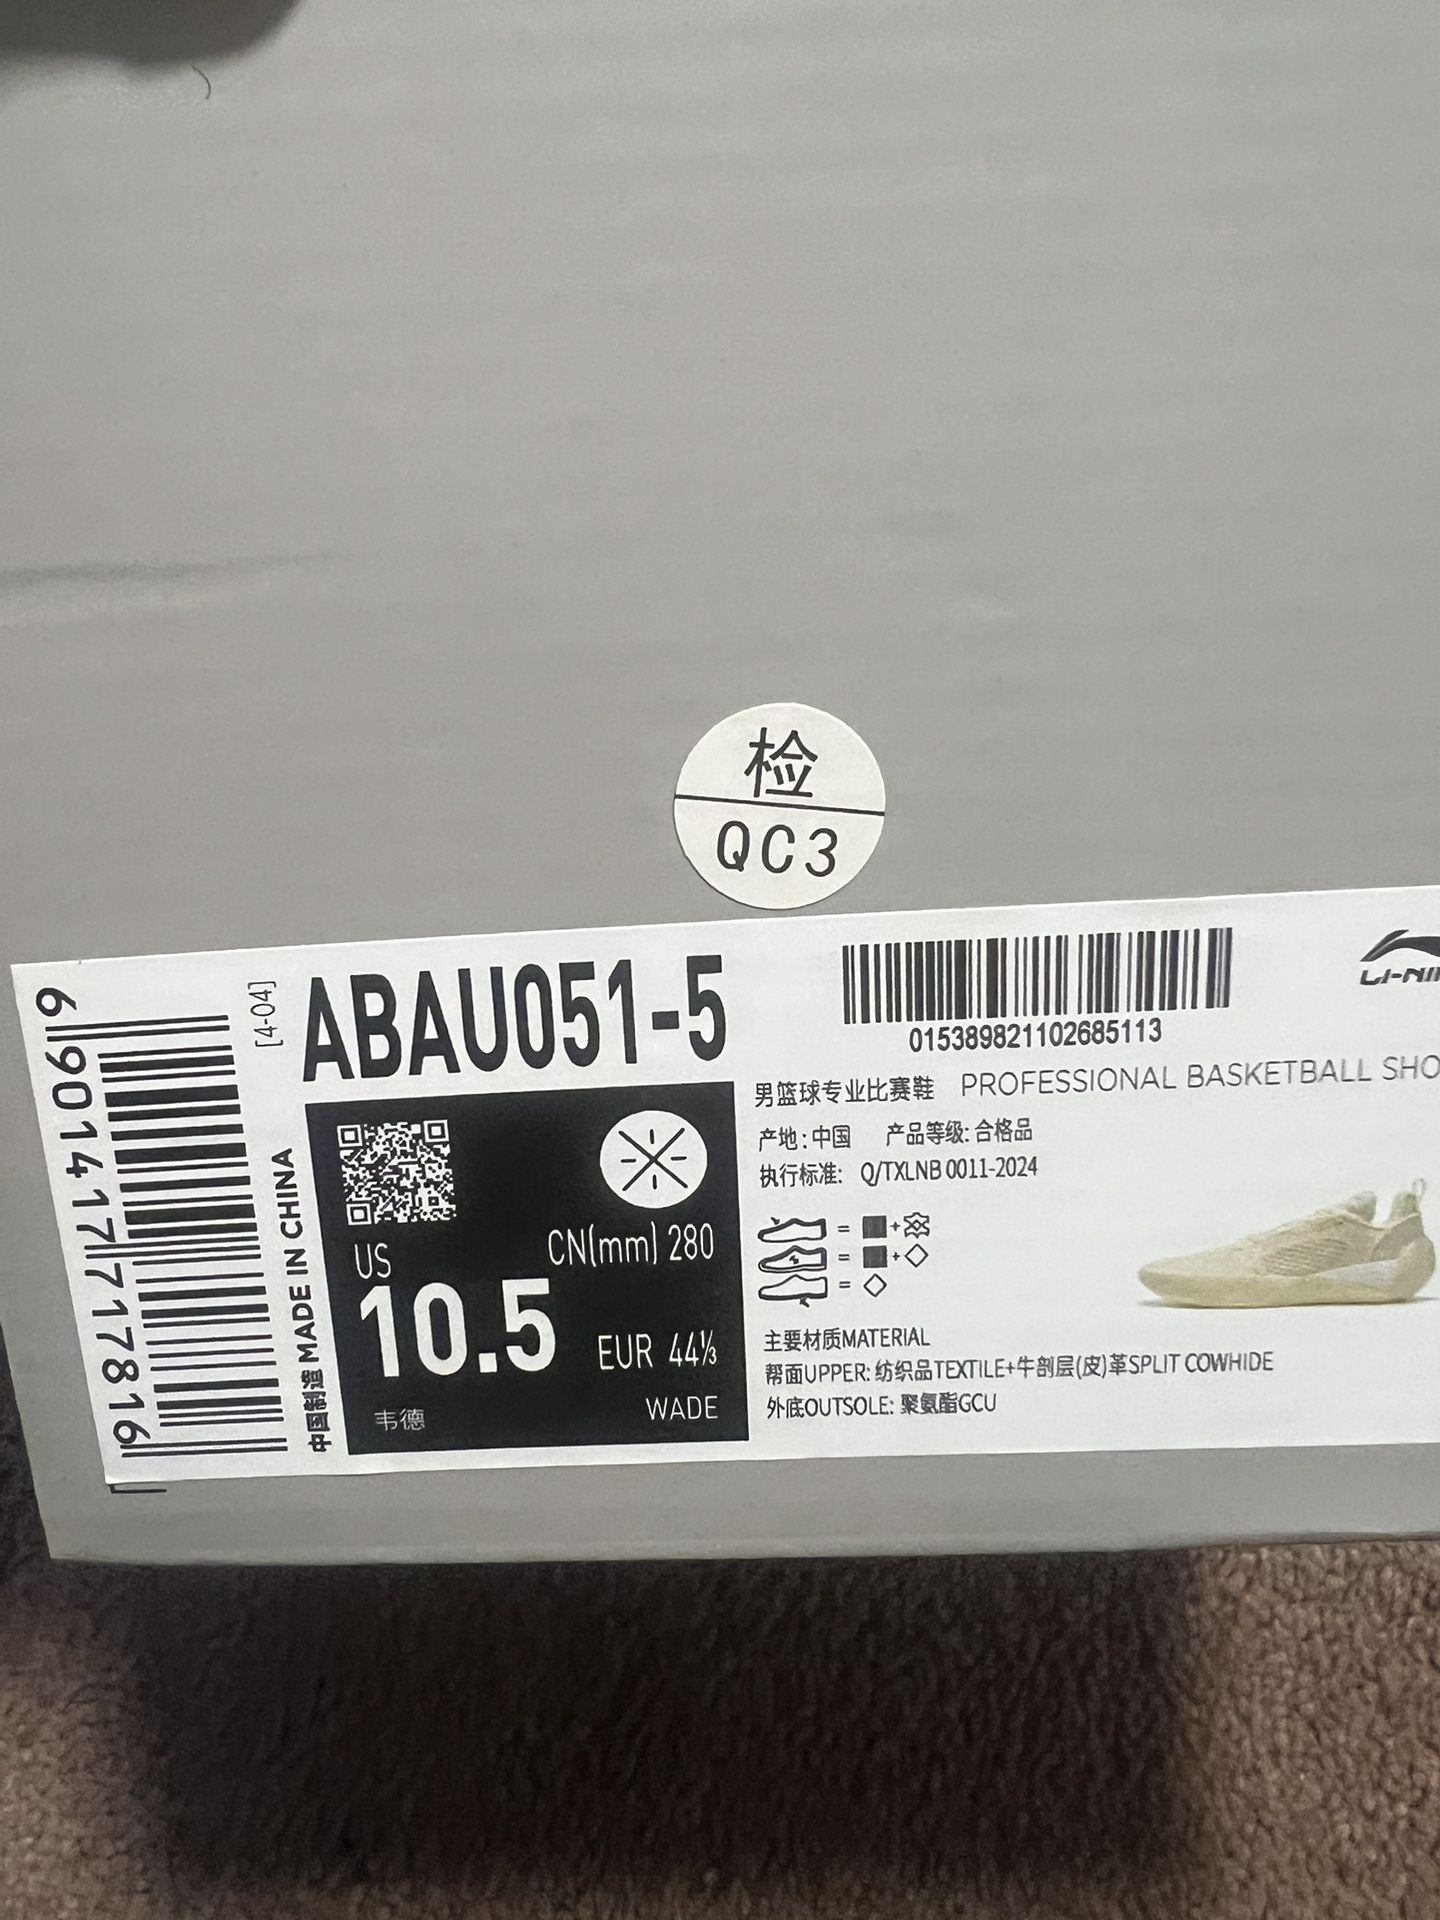 检
QC3
6 901417 717816
[4-04]
中国制造 MADE IN CHINA
ABAU051-5
US
10.5
CN(mm) 280
EUR 44⅓
韦德 WADE
015389821102685113
LI-NIN
男篮球专业比赛鞋 PROFESSIONAL BASKETBALL SHO
产地:中国 产品等级:合格品
执行标准: Q/TXLNB 0011-2024
主要材质MATERIAL
帮面UPPER: 纺织品TEXTILE+牛剖层(皮)革SPLIT COWHIDE
外底OUTSOLE: 聚氨酯GCU